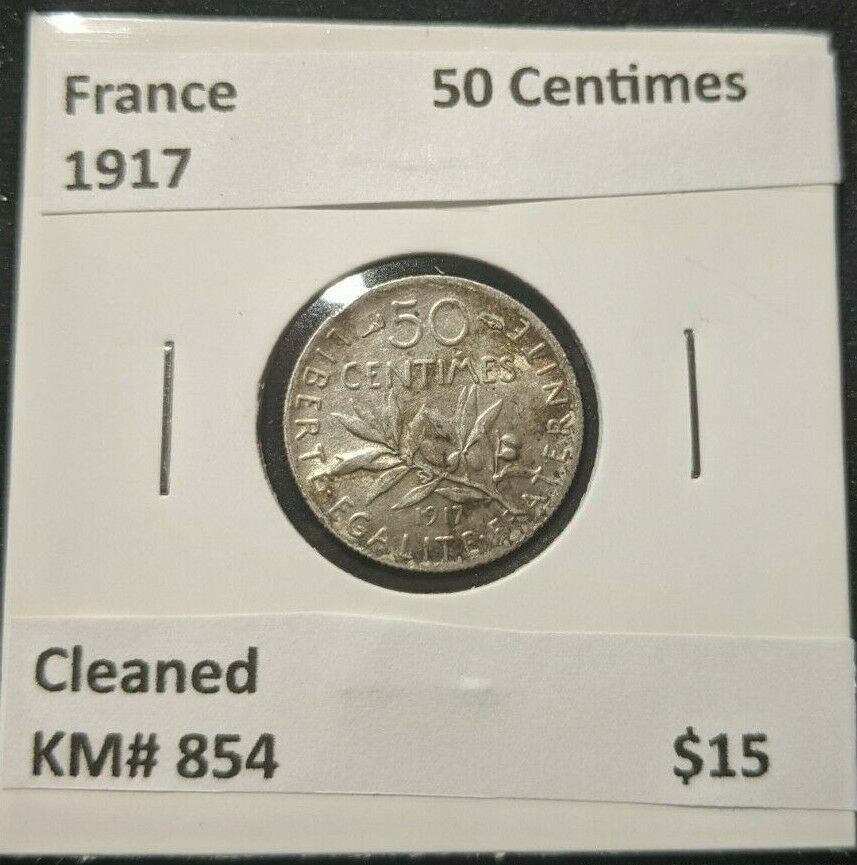 France 50 Centimes
1917
50
CENTIMES
LIBERTE·EGALITE·FRATERNITE
1917
Cleaned
KM# 854 $15